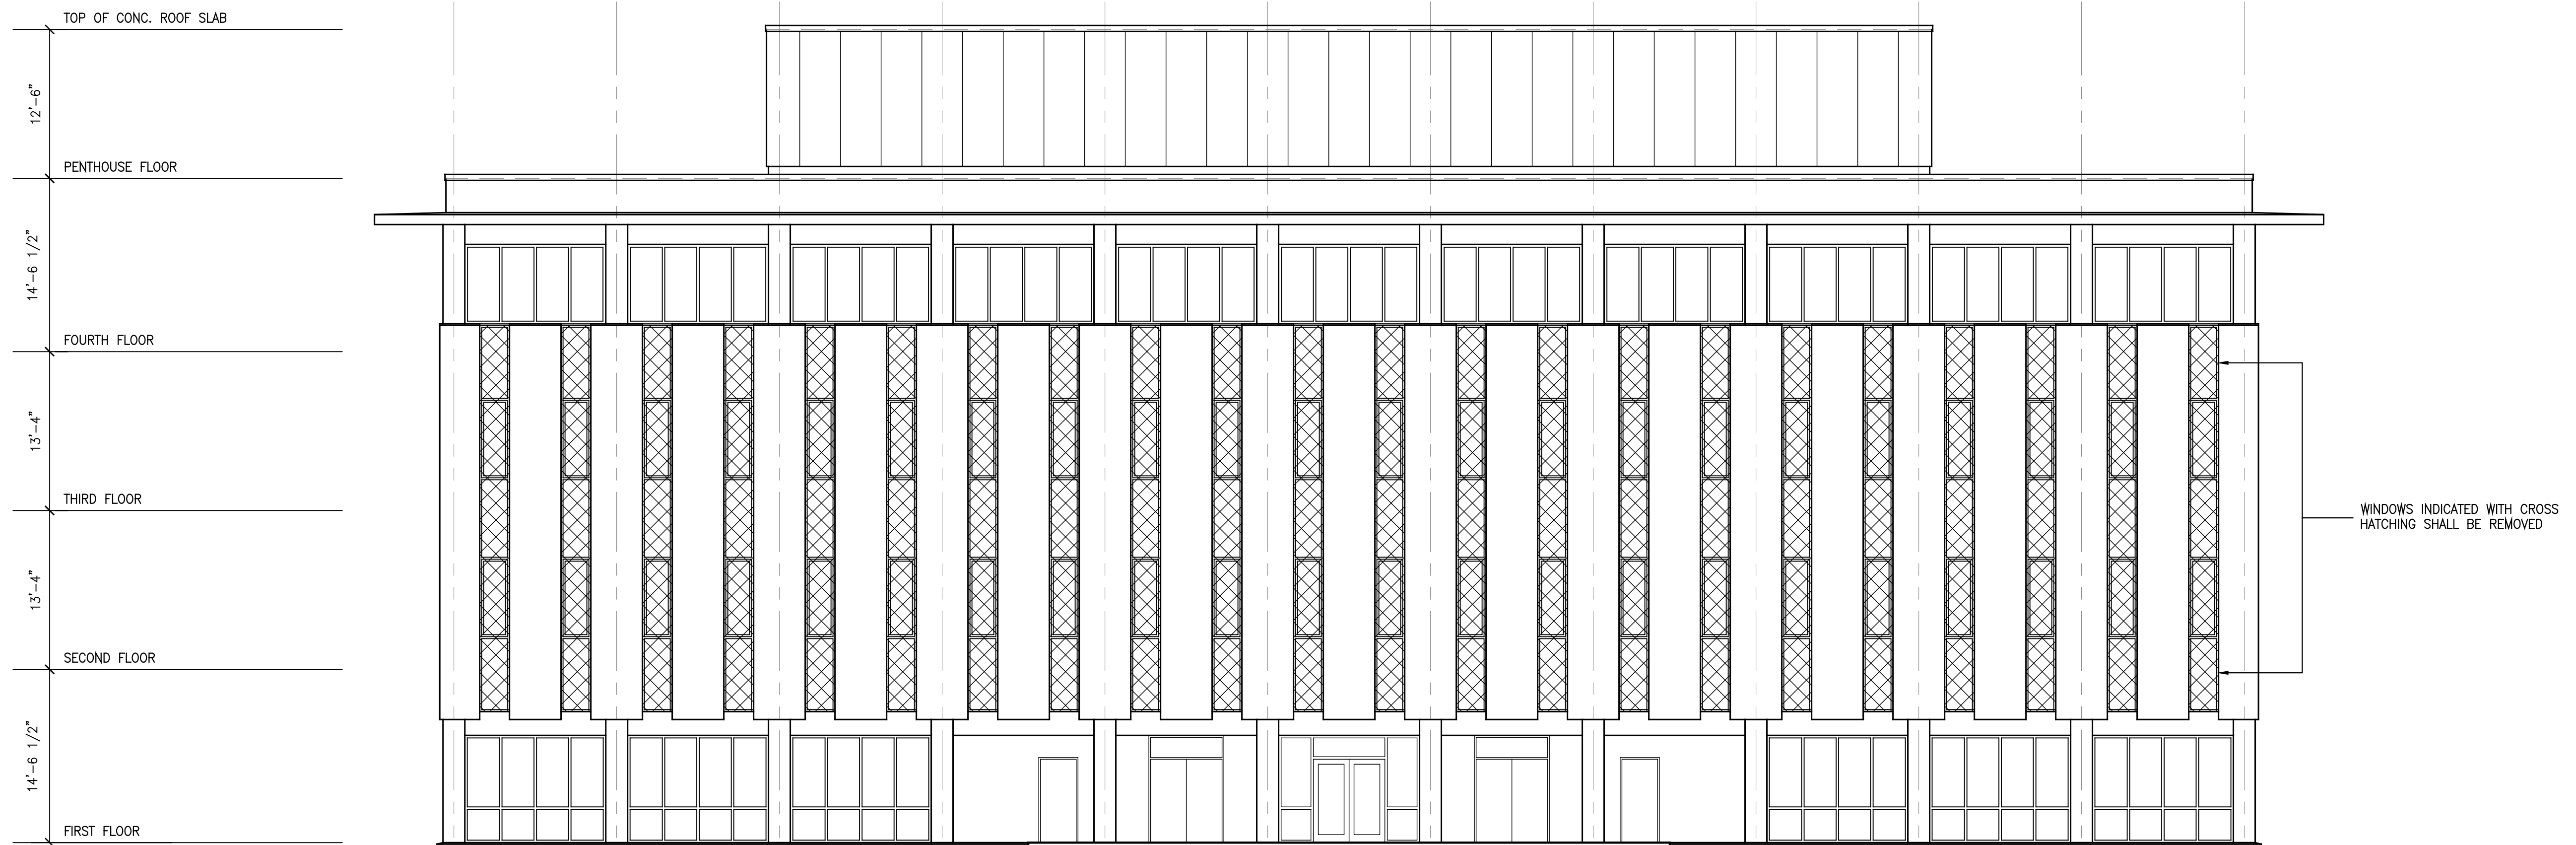 TOP OF CONC. ROOF SLAB
12'-6"
PENTHOUSE FLOOR
14'-6 1/2"
FOURTH FLOOR
13'-4"
THIRD FLOOR
WINDOWS INDICATED WITH CROSS
HATCHING SHALL BE REMOVED
13'-4"
SECOND FLOOR
14'-6 1/2"
FIRST FLOOR